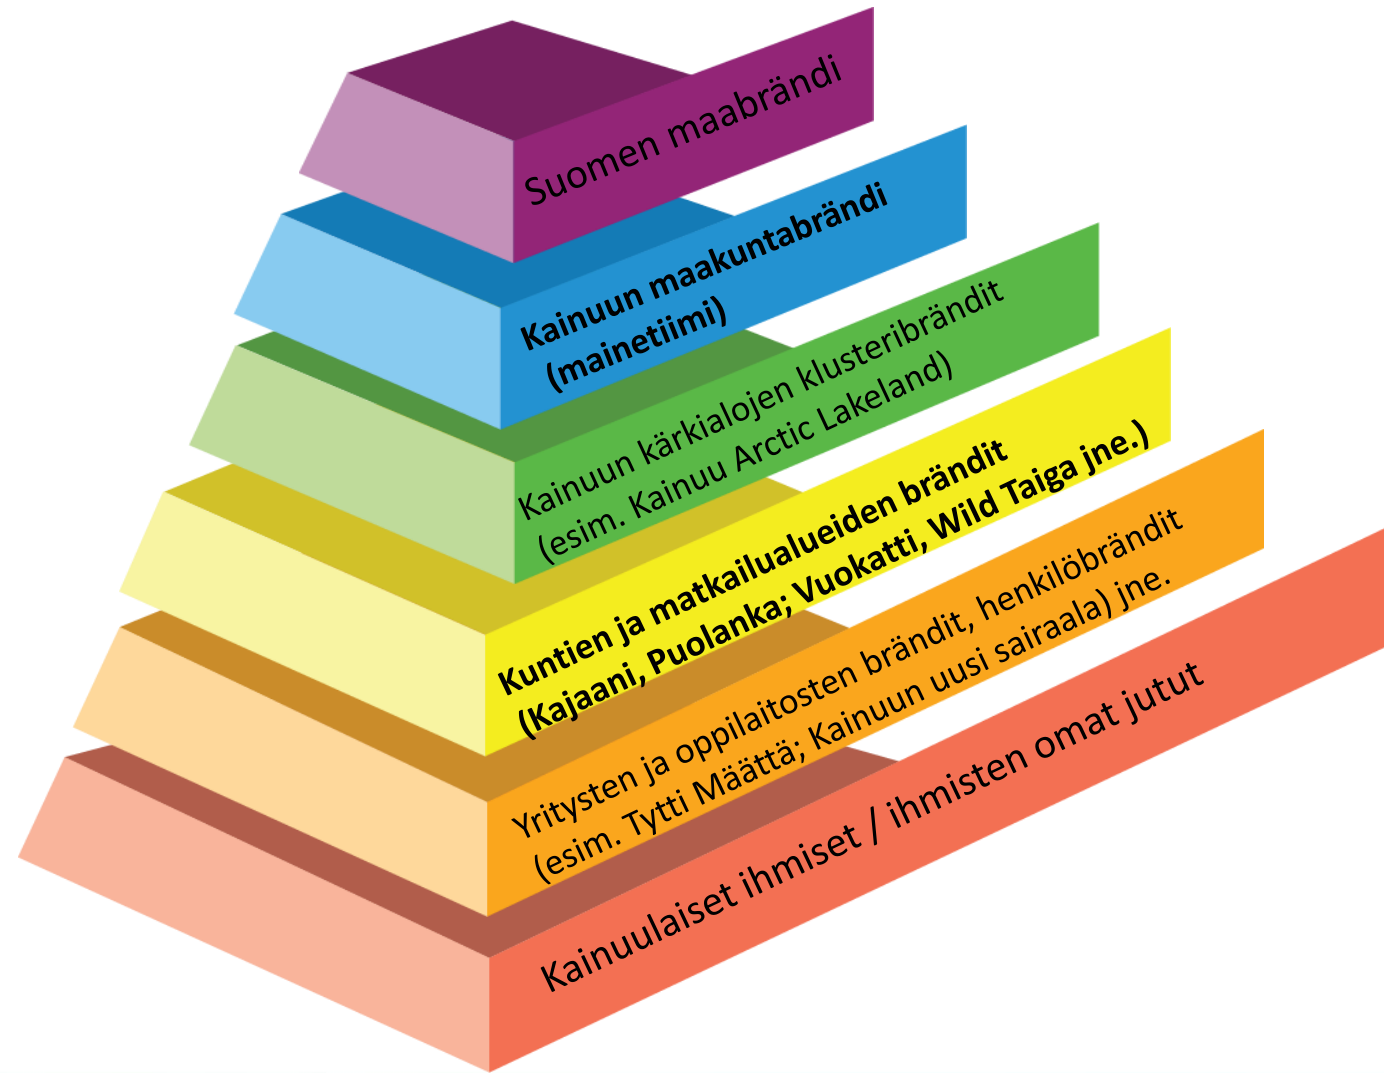 Suomen maabrändi
Kainuun maakuntabrändi
(mainetiimi)
Kainuun kärkialojen klusteribrändit
(esim. Kainuu Arctic Lakeland)
Kuntien ja matkailualueiden brändit
(Kajaani, Puolanka; Vuokatti, Wild Taiga jne.)
Yritysten ja oppilaitosten brändit, henkilöbrändit
(esim. Tytti Määttä; Kainuun uusi sairaala) jne.
Kainuulaiset ihmiset / ihmisten omat jutut